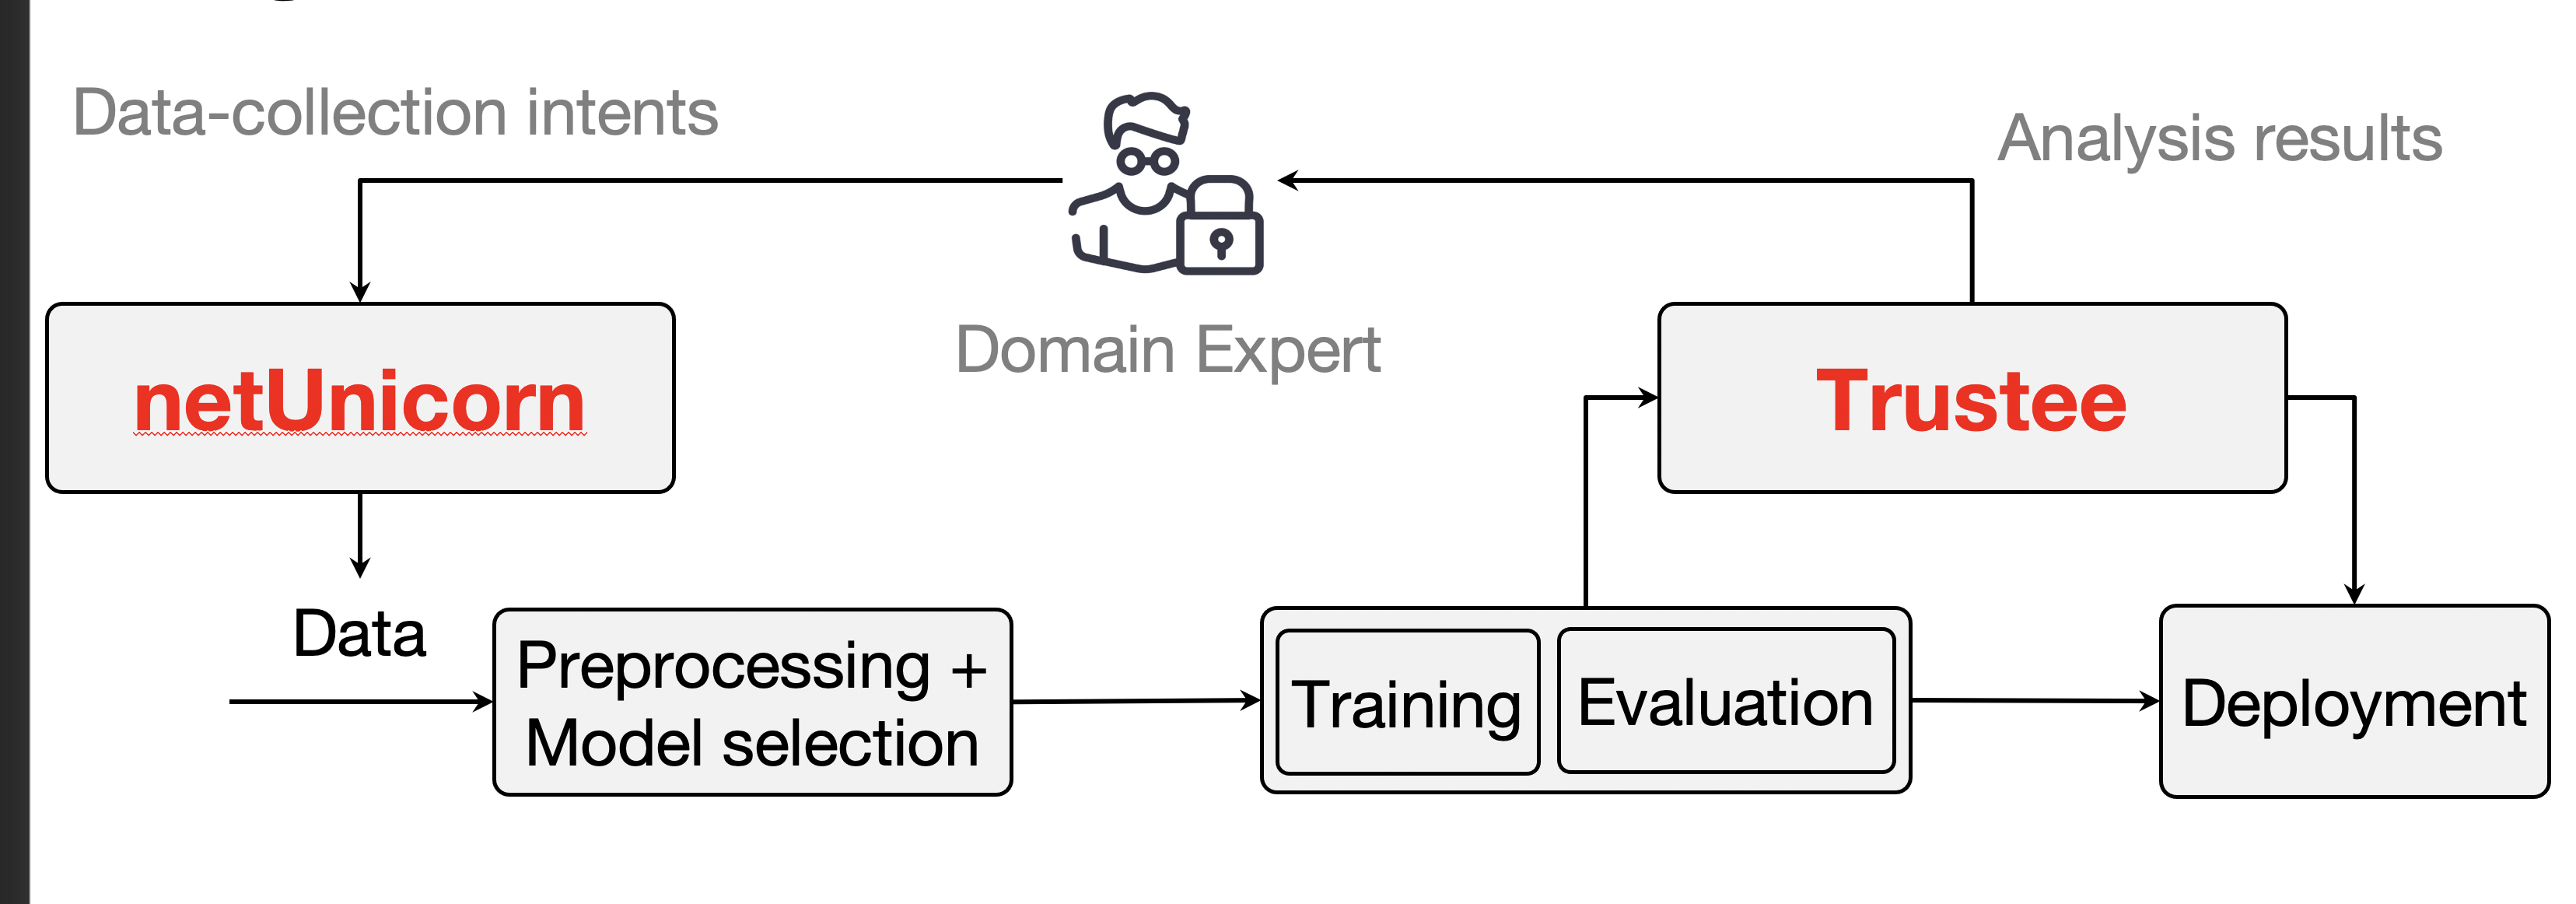 Data-collection intents
Analysis results
Domain Expert
netUnicorn
Trustee
Data
Preprocessing +
Model selection
Training
Evaluation
Deployment